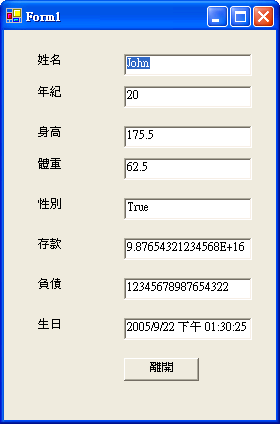 Form1
姓名 John
年紀 20
身高 175.5
體重 62.5
性別 True
存款 9.87654321234568E+16
負債 12345678987654322
生日 2005/9/22 下午 01:30:25
離開